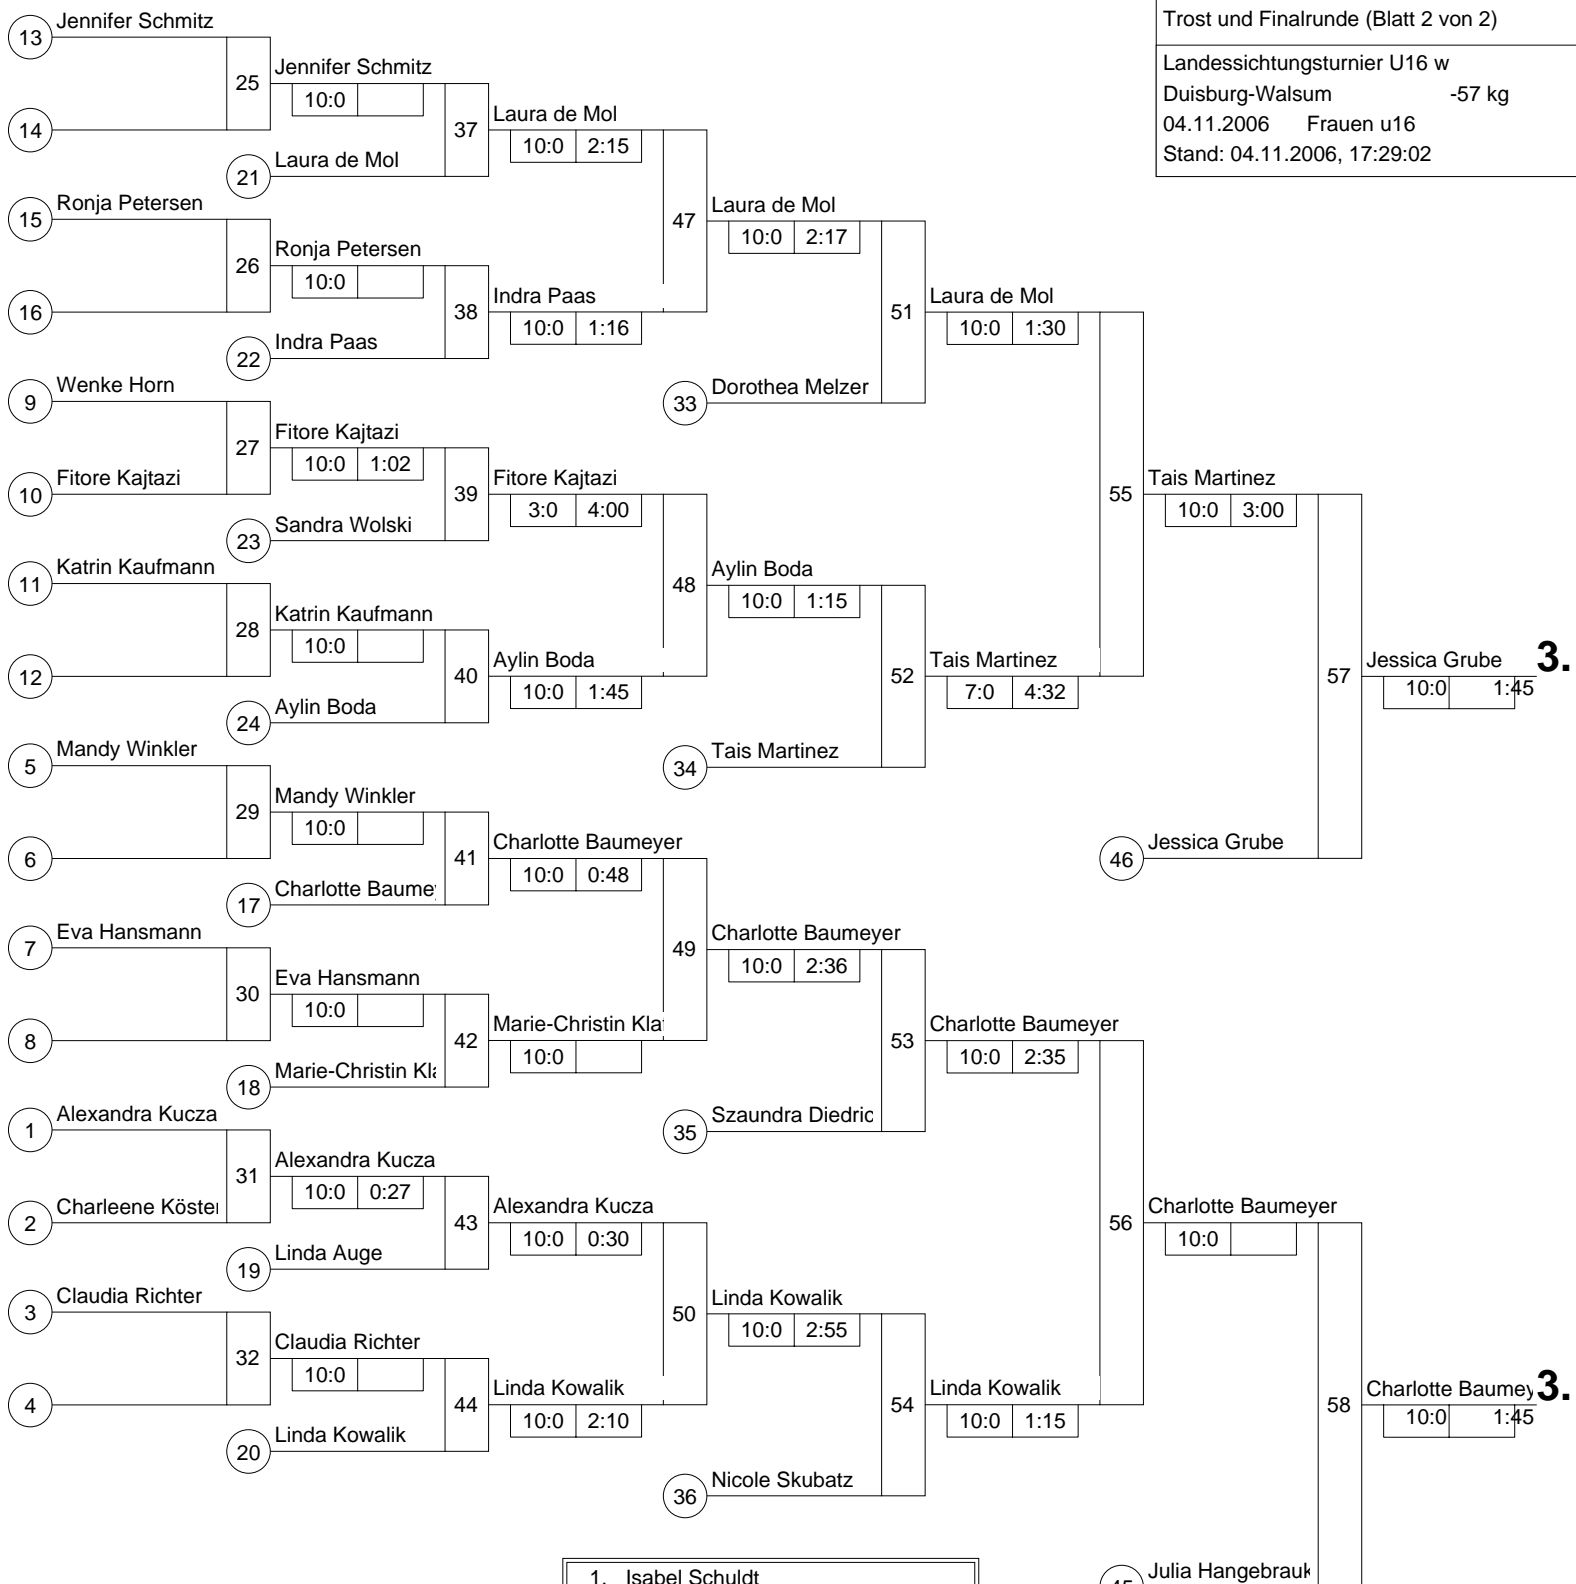 Trost und Finalrunde (Blatt 2 von 2)
Landessichtungsturnier U16 w
Duisburg-Walsum -57 kg
04.11.2006 Frauen u16
Stand: 04.11.2006, 17:29:02
13 Jennifer Schmitz
25 Jennifer Schmitz
10:0
14
37 Laura de Mol
10:0 2:15
21 Laura de Mol
15 Ronja Petersen
47 Laura de Mol
10:0 2:17
26 Ronja Petersen
10:0
16
38 Indra Paas
10:0 1:16
22 Indra Paas
51 Laura de Mol
10:0 1:30
9 Wenke Horn
33 Dorothea Melzer
27 Fitore Kajtazi
10:0 1:02
10 Fitore Kajtazi
39 Fitore Kajtazi
3:0 4:00
55 Tais Martinez
10:0 3:00
23 Sandra Wolski
11 Katrin Kaufmann
48 Aylin Boda
10:0 1:15
28 Katrin Kaufmann
10:0
12
40 Aylin Boda
10:0 1:45
52 Tais Martinez
7:0 4:32
57 Jessica Grube 3.
10:0 1:45
24 Aylin Boda
5 Mandy Winkler
34 Tais Martinez
29 Mandy Winkler
10:0
6
41 Charlotte Baumeyer
10:0 0:48
46 Jessica Grube
17 Charlotte Baume
7 Eva Hansmann
49 Charlotte Baumeyer
10:0 2:36
30 Eva Hansmann
10:0
8
42 Marie-Christin Kla
10:0
53 Charlotte Baumeyer
10:0 2:35
18 Marie-Christin Kla
1 Alexandra Kucza
35 Szaundra Diedric
31 Alexandra Kucza
10:0 0:27
2 Charleene Köste
43 Alexandra Kucza
10:0 0:30
56 Charlotte Baumeyer
10:0
19 Linda Auge
3 Claudia Richter
50 Linda Kowalik
10:0 2:55
32 Claudia Richter
10:0
4
44 Linda Kowalik
10:0 2:10
54 Linda Kowalik
10:0 1:15
58 Charlotte Baumey 3.
10:0 1:45
20 Linda Kowalik
36 Nicole Skubatz
1. Isabel Schuldt
45 Julia Hangebrauk